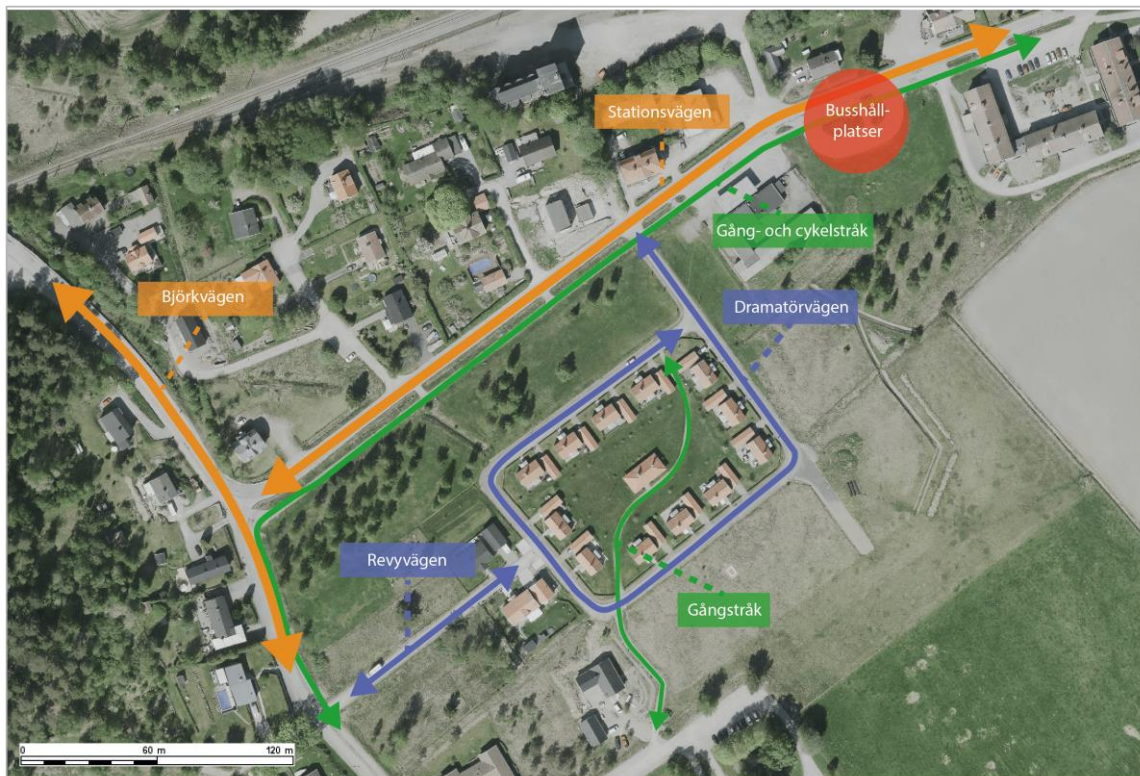 Busshåll-
platser
Stationsvägen
Gång- och cykelstråk
Björkvägen
Dramatörvägen
Revyvägen
Gångstråk
0 60 m 120 m